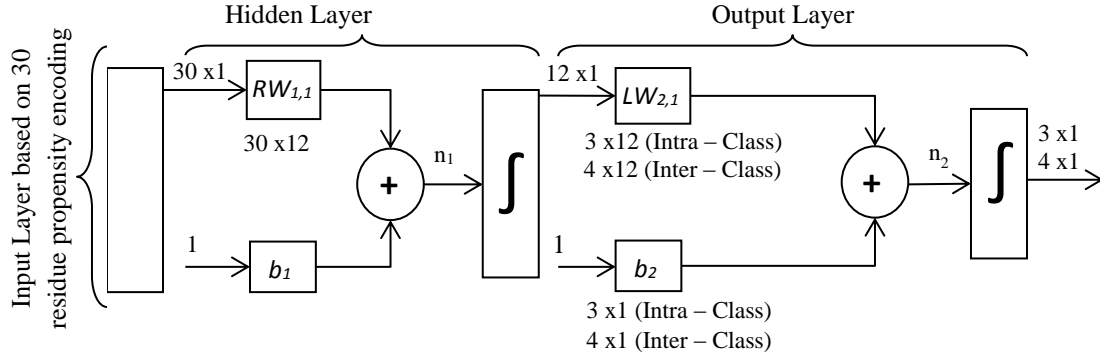 Hidden Layer
Output Layer
Input Layer based on 30
residue propensity encoding
30 x1
RW1,1
30 x12
1
b1
+
n1
∫
12 x1
LW2,1
3 x12 (Intra – Class)
4 x12 (Inter – Class)
1
b2
3 x1 (Intra – Class)
4 x1 (Inter – Class)
+
n2
∫
3 x1
4 x1